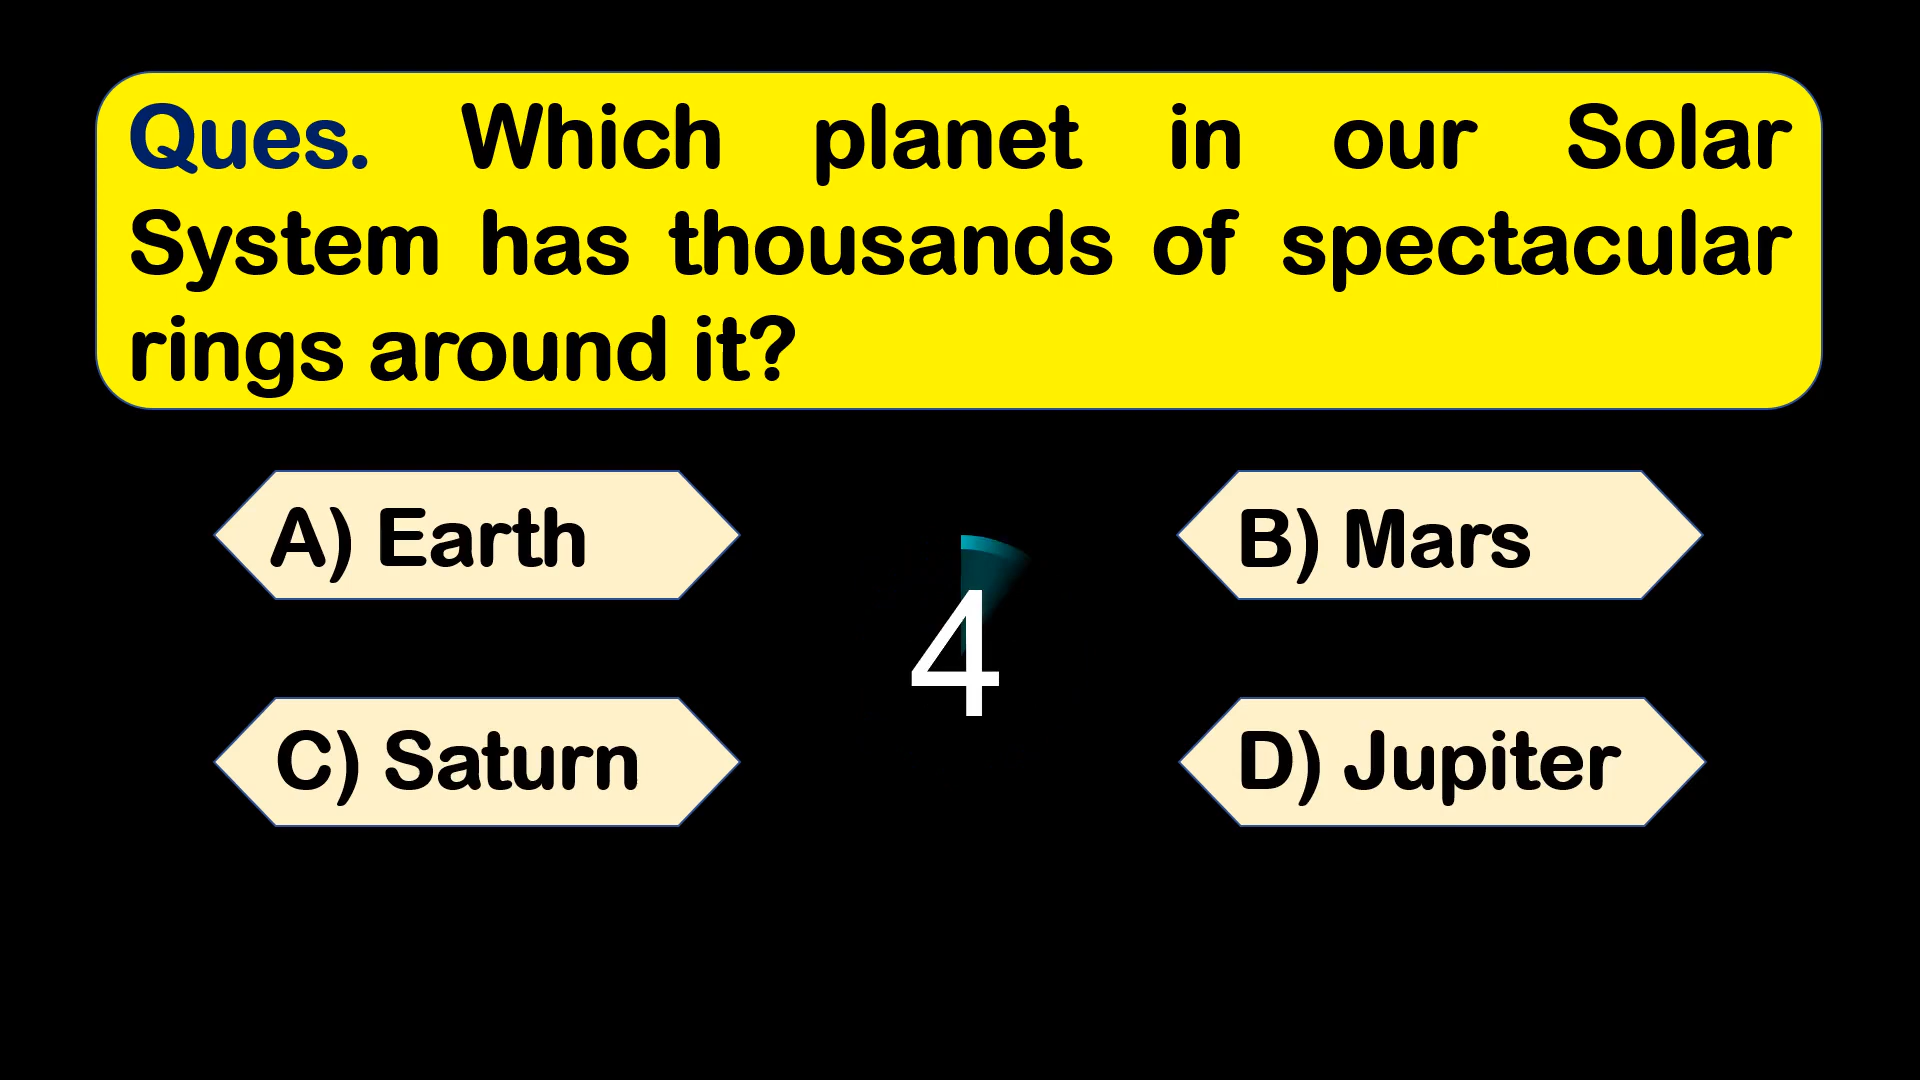 Ques. Which planet in our Solar
System has thousands of spectacular
rings around it?
A) Earth
B) Mars
4
C) Saturn
D) Jupiter